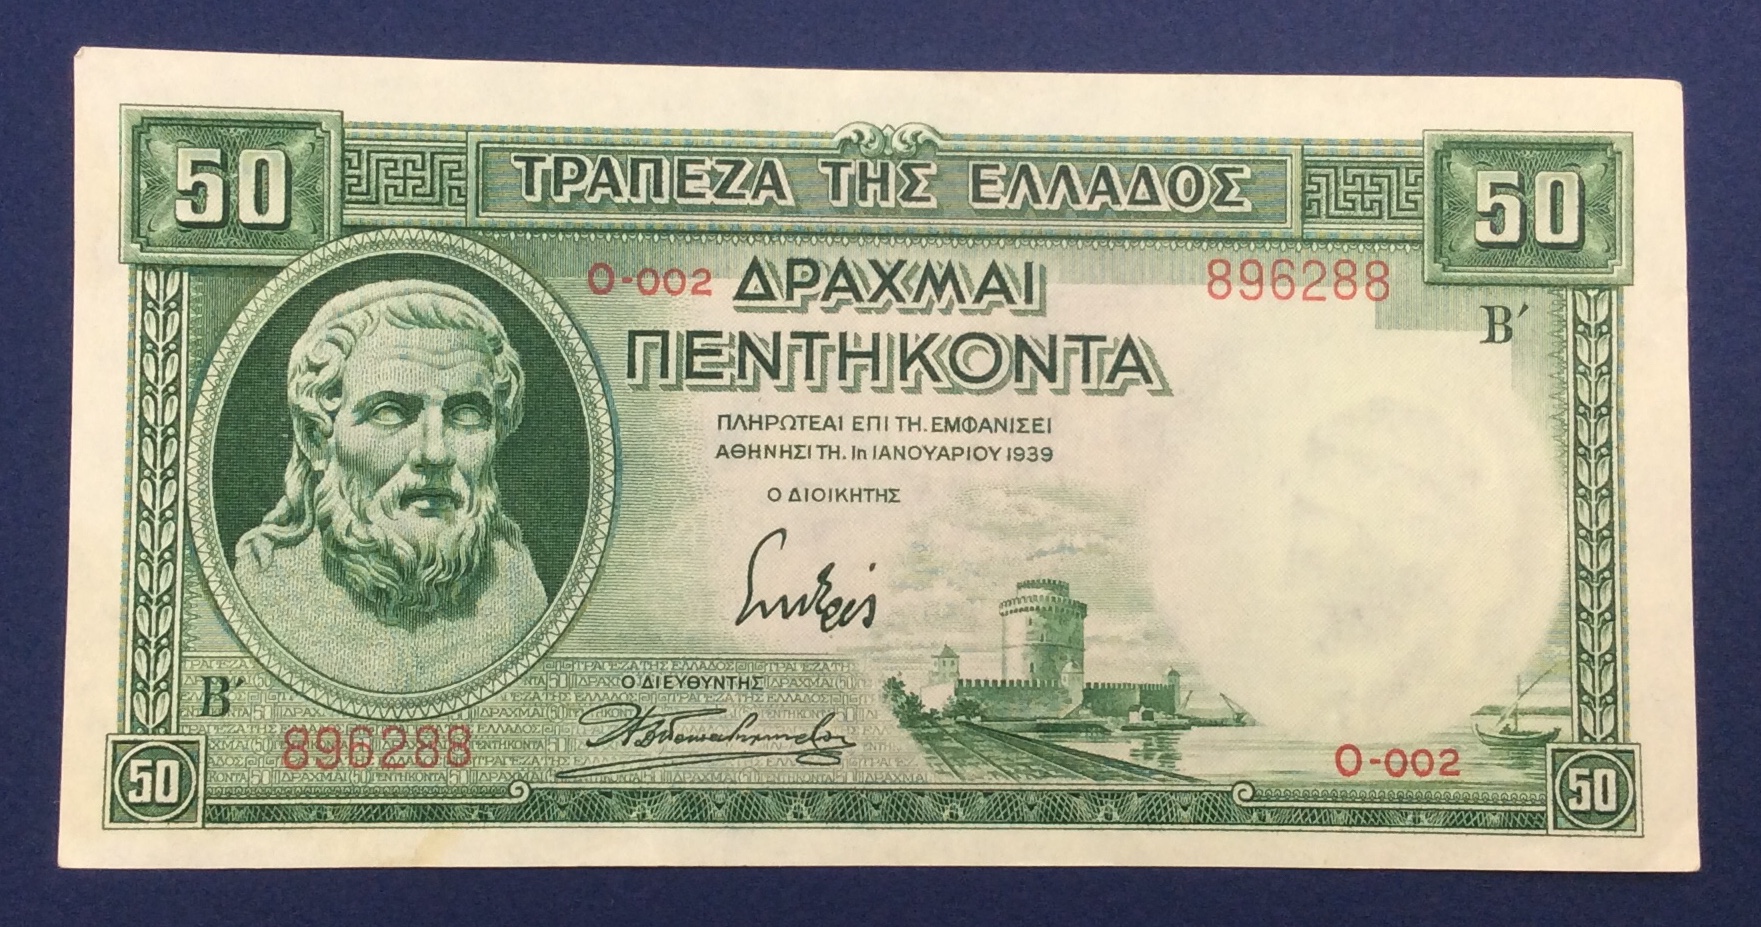 50 ΤΡΑΠΕΖΑ ΤΗΣ ΕΛΛΑΔΟΣ 50
Ο-002 ΔΡΑΧΜΑΙ 896288
ΠΕΝΤΗΚΟΝΤΑ
Β′
ΠΛΗΡΩΤΕΑΙ ΕΠΙ ΤΗ. ΕΜΦΑΝΙΣΕΙ
ΑΘΗΝΗΣΙ ΤΗ. 1η ΙΑΝΟΥΑΡΙΟΥ 1939
Ο ΔΙΟΙΚΗΤΗΣ
Ο ΔΙΕΥΘΥΝΤΗΣ
Β′
896288
Ο-002
50 50